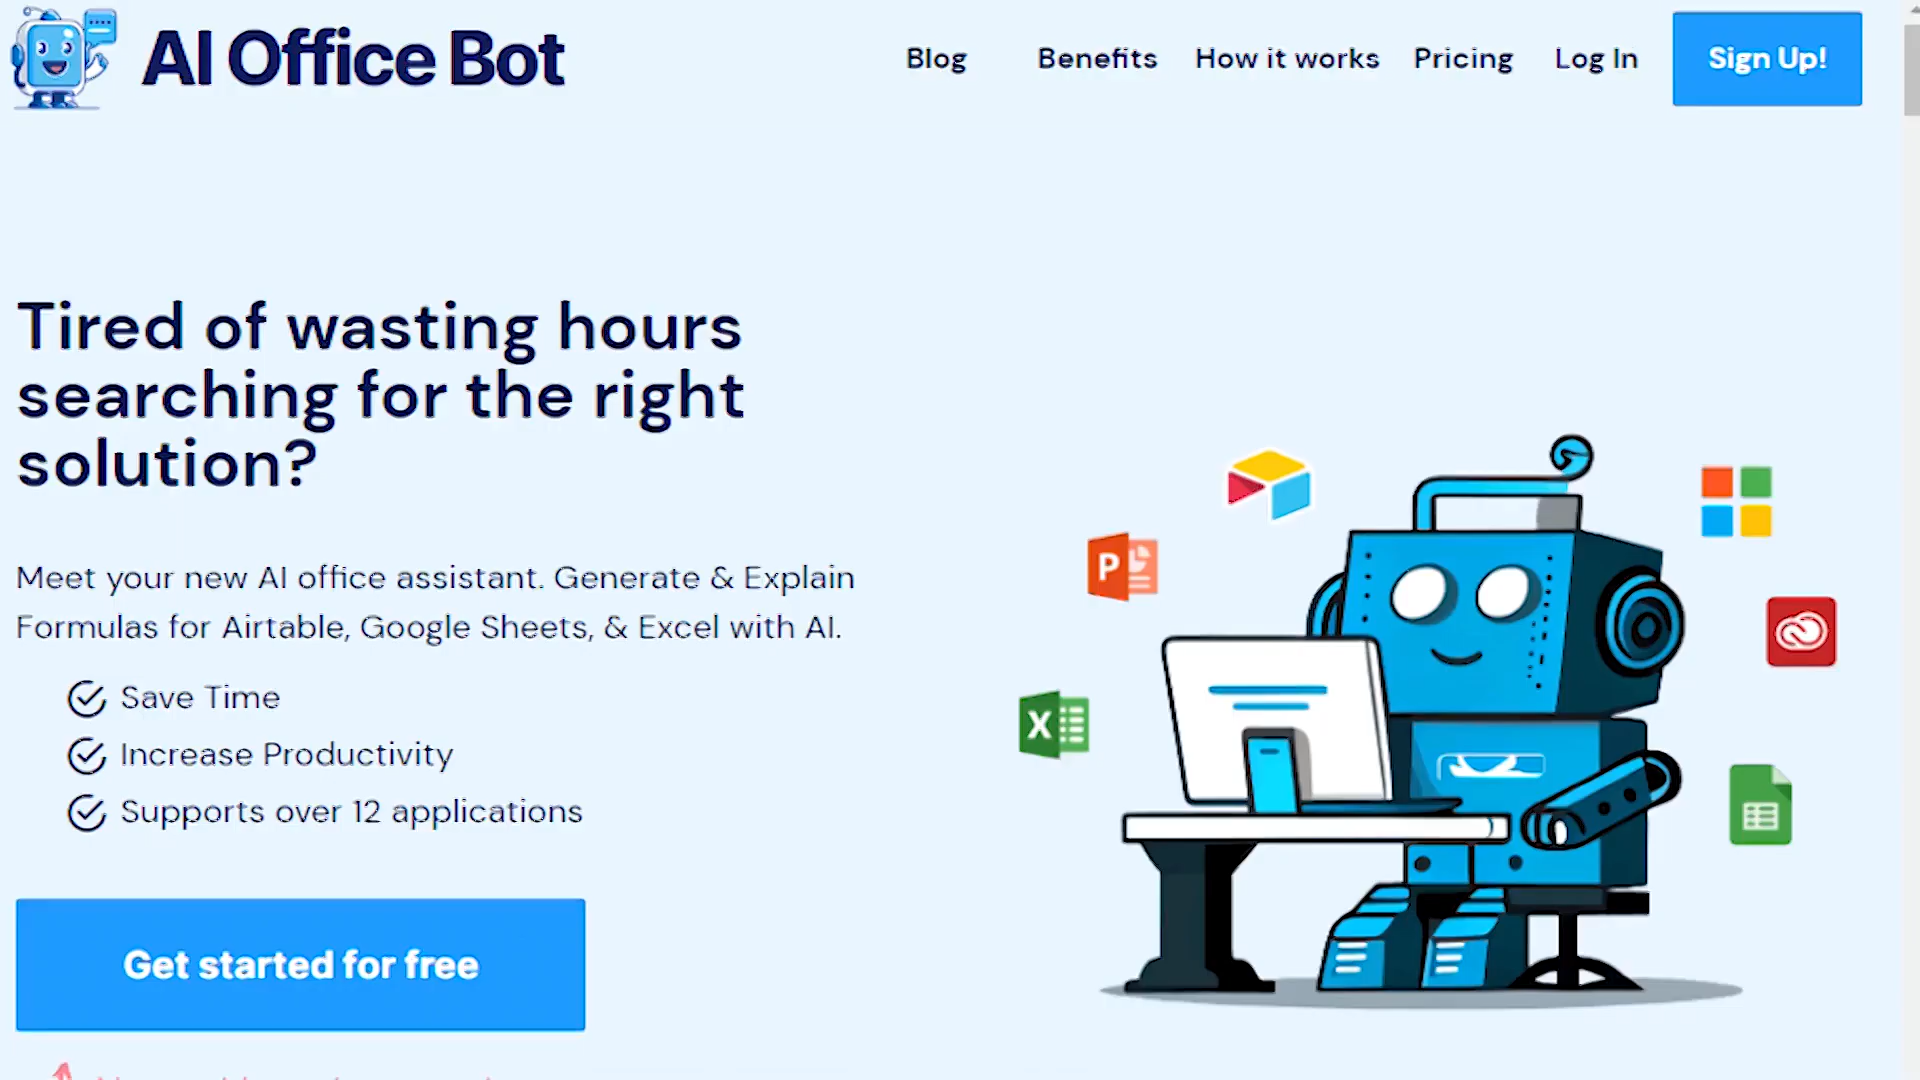 AI Office Bot
Blog
Benefits
How it works
Pricing
Log In
Sign Up!
Tired of wasting hours
searching for the right
solution?
Meet your new AI office assistant. Generate & Explain
Formulas for Airtable, Google Sheets, & Excel with AI.
Save Time
Increase Productivity
Supports over 12 applications
Get started for free
P
X